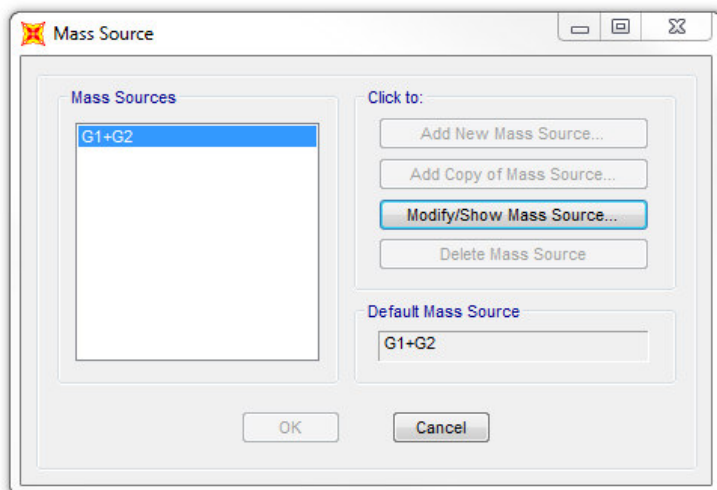 Mass Source
Mass Sources
G1+G2
Click to:
Add New Mass Source...
Add Copy of Mass Source...
Modify/Show Mass Source...
Delete Mass Source
Default Mass Source
G1+G2
OK
Cancel